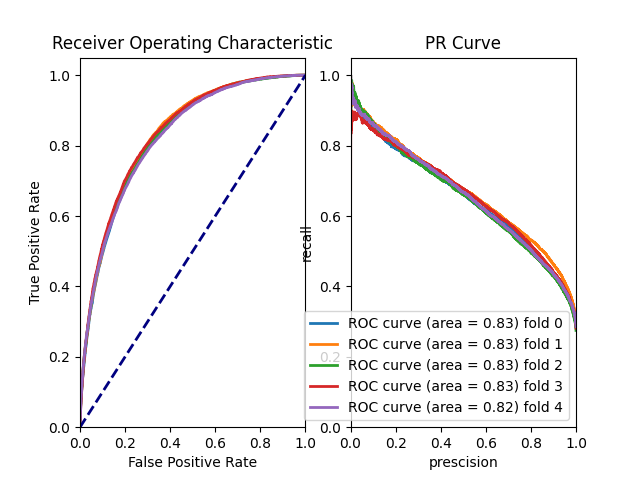 Receiver Operating Characteristic
True Positive Rate
1.0
0.8
0.6
0.4
0.2
0.0
0.0 0.2 0.4 0.6 0.8 1.0
False Positive Rate
PR Curve
recall
1.0
0.8
0.6
0.4
0.2
0.0
ROC curve (area = 0.83) fold 0
ROC curve (area = 0.83) fold 1
ROC curve (area = 0.83) fold 2
ROC curve (area = 0.83) fold 3
ROC curve (area = 0.82) fold 4
0.0 0.2 0.4 0.6 0.8 1.0
prescision